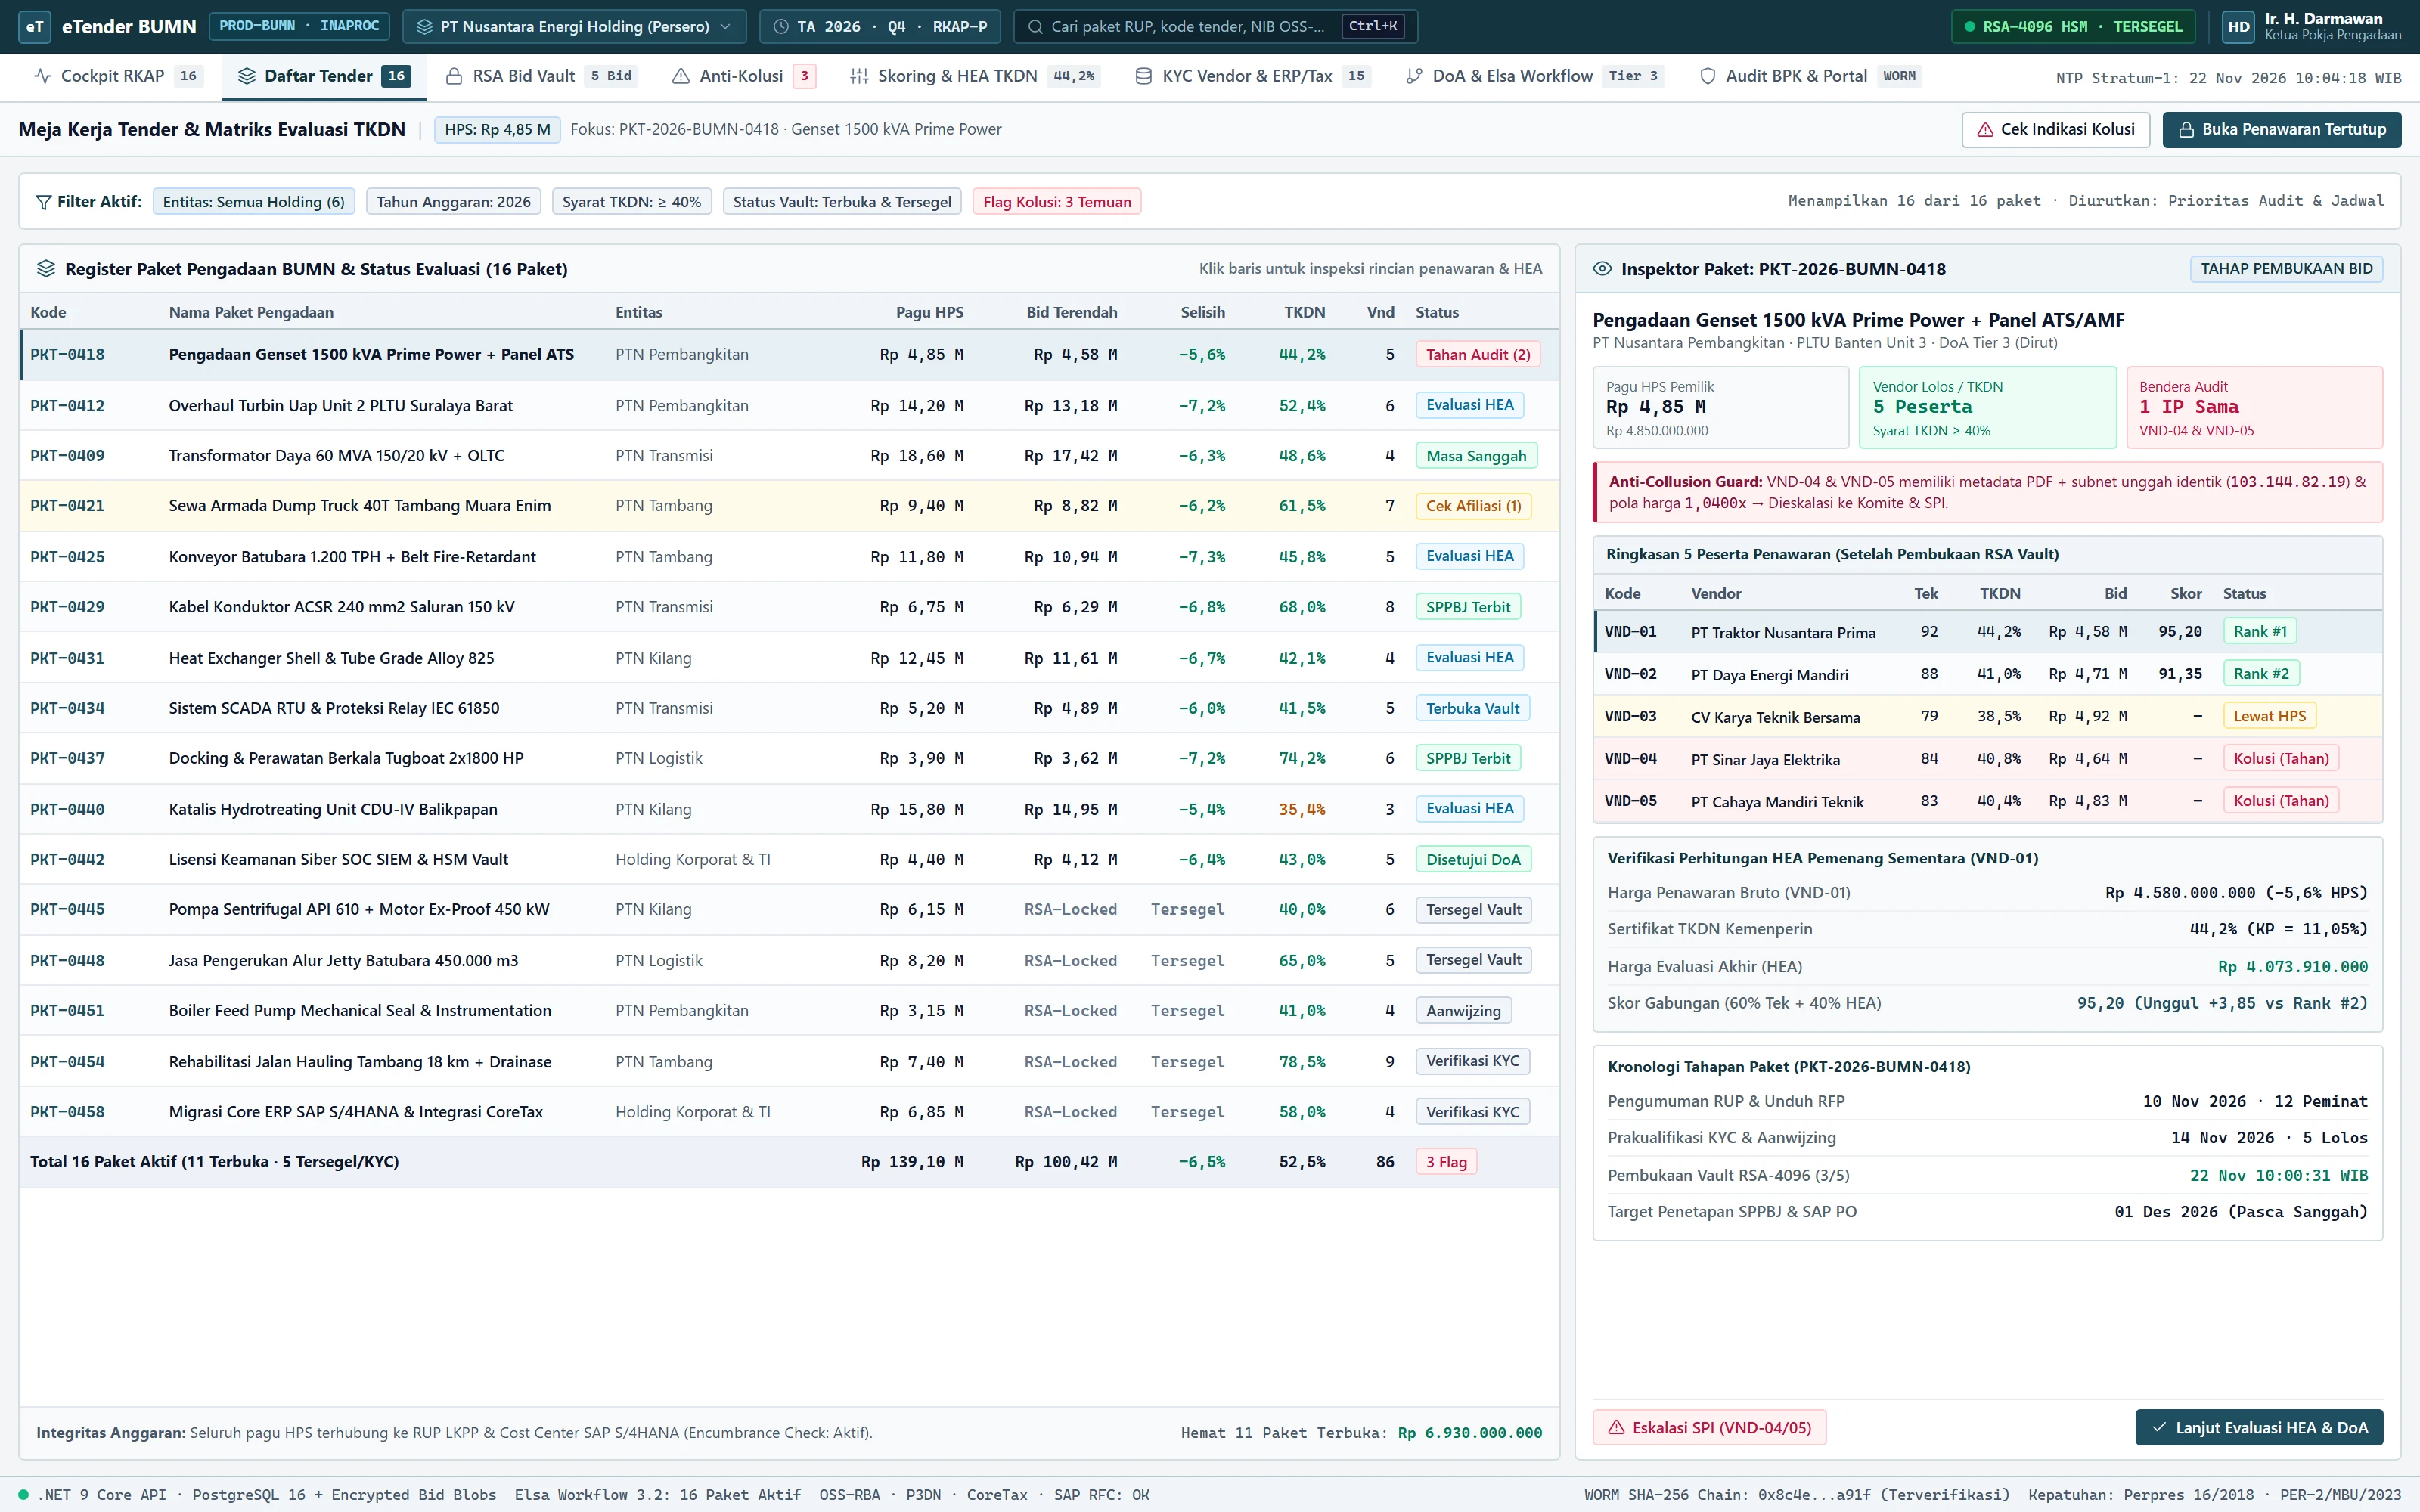 eT eTender BUMN PROD-BUMN · INAPROC PT Nusantara Energi Holding (Persero) TA 2026 · Q4 · RKAP-P Cari paket RUP, kode tender, NIB OSS-... Ctrl+K RSA-4096 HSM · TERSEGEL HD Ir. H. Darmawan
Ketua Pokja Pengadaan
Cockpit RKAP 16 Daftar Tender 16 RSA Bid Vault 5 Bid Anti-Kolusi 3 Skoring & HEA TKDN 44,2% KYC Vendor & ERP/Tax 15 DoA & Elsa Workflow Tier 3 Audit BPK & Portal WORM NTP Stratum-1: 22 Nov 2026 10:04:18 WIB
Meja Kerja Tender & Matriks Evaluasi TKDN | HPS: Rp 4,85 M Fokus: PKT-2026-BUMN-0418 · Genset 1500 kVA Prime Power Cek Indikasi Kolusi Buka Penawaran Tertutup
Filter Aktif: Entitas: Semua Holding (6) Tahun Anggaran: 2026 Syarat TKDN: ≥ 40% Status Vault: Terbuka & Tersegel Flag Kolusi: 3 Temuan Menampilkan 16 dari 16 paket · Diurutkan: Prioritas Audit & Jadwal
Register Paket Pengadaan BUMN & Status Evaluasi (16 Paket) Klik baris untuk inspeksi rincian penawaran & HEA
Kode Nama Paket Pengadaan Entitas Pagu HPS Bid Terendah Selisih TKDN Vnd Status
PKT-0418 Pengadaan Genset 1500 kVA Prime Power + Panel ATS PTN Pembangkitan Rp 4,85 M Rp 4,58 M -5,6% 44,2% 5 Tahan Audit (2)
PKT-0412 Overhaul Turbin Uap Unit 2 PLTU Suralaya Barat PTN Pembangkitan Rp 14,20 M Rp 13,18 M -7,2% 52,4% 6 Evaluasi HEA
PKT-0409 Transformator Daya 60 MVA 150/20 kV + OLTC PTN Transmisi Rp 18,60 M Rp 17,42 M -6,3% 48,6% 4 Masa Sanggah
PKT-0421 Sewa Armada Dump Truck 40T Tambang Muara Enim PTN Tambang Rp 9,40 M Rp 8,82 M -6,2% 61,5% 7 Cek Afiliasi (1)
PKT-0425 Konveyor Batubara 1.200 TPH + Belt Fire-Retardant PTN Tambang Rp 11,80 M Rp 10,94 M -7,3% 45,8% 5 Evaluasi HEA
PKT-0429 Kabel Konduktor ACSR 240 mm2 Saluran 150 kV PTN Transmisi Rp 6,75 M Rp 6,29 M -6,8% 68,0% 8 SPPBJ Terbit
PKT-0431 Heat Exchanger Shell & Tube Grade Alloy 825 PTN Kilang Rp 12,45 M Rp 11,61 M -6,7% 42,1% 4 Evaluasi HEA
PKT-0434 Sistem SCADA RTU & Proteksi Relay IEC 61850 PTN Transmisi Rp 5,20 M Rp 4,89 M -6,0% 41,5% 5 Terbuka Vault
PKT-0437 Docking & Perawatan Berkala Tugboat 2x1800 HP PTN Logistik Rp 3,90 M Rp 3,62 M -7,2% 74,2% 6 SPPBJ Terbit
PKT-0440 Katalis Hydrotreating Unit CDU-IV Balikpapan PTN Kilang Rp 15,80 M Rp 14,95 M -5,4% 35,4% 3 Evaluasi HEA
PKT-0442 Lisensi Keamanan Siber SOC SIEM & HSM Vault Holding Korporat & TI Rp 4,40 M Rp 4,12 M -6,4% 43,0% 5 Disetujui DoA
PKT-0445 Pompa Sentrifugal API 610 + Motor Ex-Proof 450 kW PTN Kilang Rp 6,15 M RSA-Locked Tersegel 40,0% 6 Tersegel Vault
PKT-0448 Jasa Pengerukan Alur Jetty Batubara 450.000 m3 PTN Logistik Rp 8,20 M RSA-Locked Tersegel 65,0% 5 Tersegel Vault
PKT-0451 Boiler Feed Pump Mechanical Seal & Instrumentation PTN Pembangkitan Rp 3,15 M RSA-Locked Tersegel 41,0% 4 Aanwijzing
PKT-0454 Rehabilitasi Jalan Hauling Tambang 18 km + Drainase PTN Tambang Rp 7,40 M RSA-Locked Tersegel 78,5% 9 Verifikasi KYC
PKT-0458 Migrasi Core ERP SAP S/4HANA & Integrasi CoreTax Holding Korporat & TI Rp 6,85 M RSA-Locked Tersegel 58,0% 4 Verifikasi KYC
Total 16 Paket Aktif (11 Terbuka · 5 Tersegel/KYC) Rp 139,10 M Rp 100,42 M -6,5% 52,5% 86 3 Flag
Integritas Anggaran: Seluruh pagu HPS terhubung ke RUP LKPP & Cost Center SAP S/4HANA (Encumbrance Check: Aktif). Hemat 11 Paket Terbuka: Rp 6.930.000.000
Inspektor Paket: PKT-2026-BUMN-0418 TAHAP PEMBUKAAN BID
Pengadaan Genset 1500 kVA Prime Power + Panel ATS/AMF
PT Nusantara Pembangkitan · PLTU Banten Unit 3 · DoA Tier 3 (Dirut)
Pagu HPS Pemilik
Rp 4,85 M
Rp 4.850.000.000
Vendor Lolos / TKDN
5 Peserta
Syarat TKDN ≥ 40%
Bendera Audit
1 IP Sama
VND-04 & VND-05
Anti-Collusion Guard: VND-04 & VND-05 memiliki metadata PDF + subnet unggah identik (103.144.82.19) &
pola harga 1,0400x → Dieskalasi ke Komite & SPI.
Ringkasan 5 Peserta Penawaran (Setelah Pembukaan RSA Vault)
Kode Vendor Tek TKDN Bid Skor Status
VND-01 PT Traktor Nusantara Prima 92 44,2% Rp 4,58 M 95,20 Rank #1
VND-02 PT Daya Energi Mandiri 88 41,0% Rp 4,71 M 91,35 Rank #2
VND-03 CV Karya Teknik Bersama 79 38,5% Rp 4,92 M – Lewat HPS
VND-04 PT Sinar Jaya Elektrika 84 40,8% Rp 4,64 M – Kolusi (Tahan)
VND-05 PT Cahaya Mandiri Teknik 83 40,4% Rp 4,83 M – Kolusi (Tahan)
Verifikasi Perhitungan HEA Pemenang Sementara (VND-01)
Harga Penawaran Bruto (VND-01) Rp 4.580.000.000 (-5,6% HPS)
Sertifikat TKDN Kemenperin 44,2% (KP = 11,05%)
Harga Evaluasi Akhir (HEA) Rp 4.073.910.000
Skor Gabungan (60% Tek + 40% HEA) 95,20 (Unggul +3,85 vs Rank #2)
Kronologi Tahapan Paket (PKT-2026-BUMN-0418)
Pengumuman RUP & Unduh RFP 10 Nov 2026 · 12 Peminat
Prakualifikasi KYC & Aanwijzing 14 Nov 2026 · 5 Lolos
Pembukaan Vault RSA-4096 (3/5) 22 Nov 10:00:31 WIB
Target Penetapan SPPBJ & SAP PO 01 Des 2026 (Pasca Sanggah)
Eskalasi SPI (VND-04/05) Lanjut Evaluasi HEA & DoA
.NET 9 Core API · PostgreSQL 16 + Encrypted Bid Blobs Elsa Workflow 3.2: 16 Paket Aktif OSS-RBA · P3DN · CoreTax · SAP RFC: OK WORM SHA-256 Chain: 0x8c4e...a91f (Terverifikasi) Kepatuhan: Perpres 16/2018 · PER-2/MBU/2023